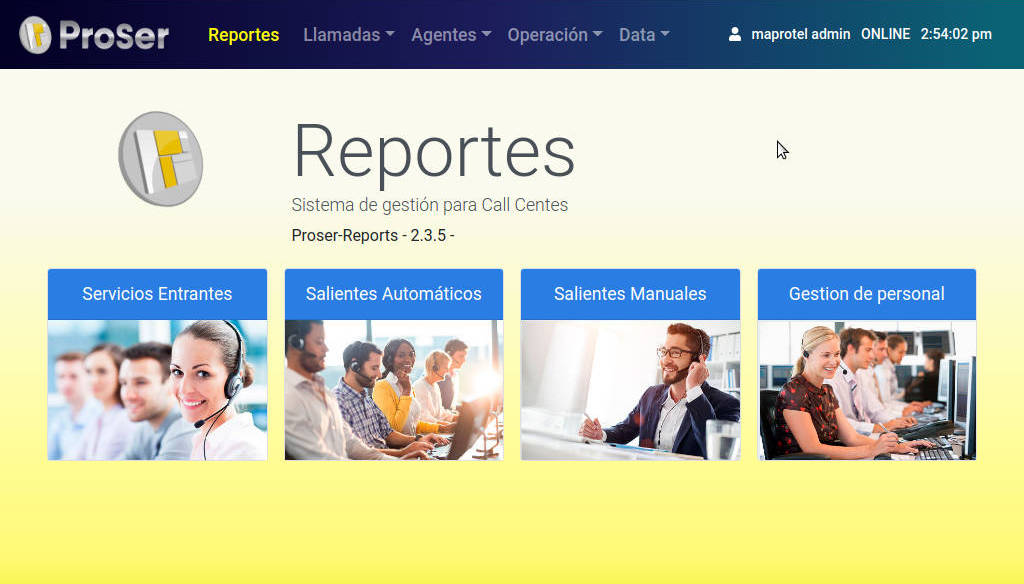 ProSer Reportes Llamadas Agentes Operación Data maprotel admin ONLINE 2:54:02 pm
Reportes
Sistema de gestión para Call Centes
Proser-Reports - 2.3.5 -
Servicios Entrantes
Salientes Automáticos
Salientes Manuales
Gestion de personal